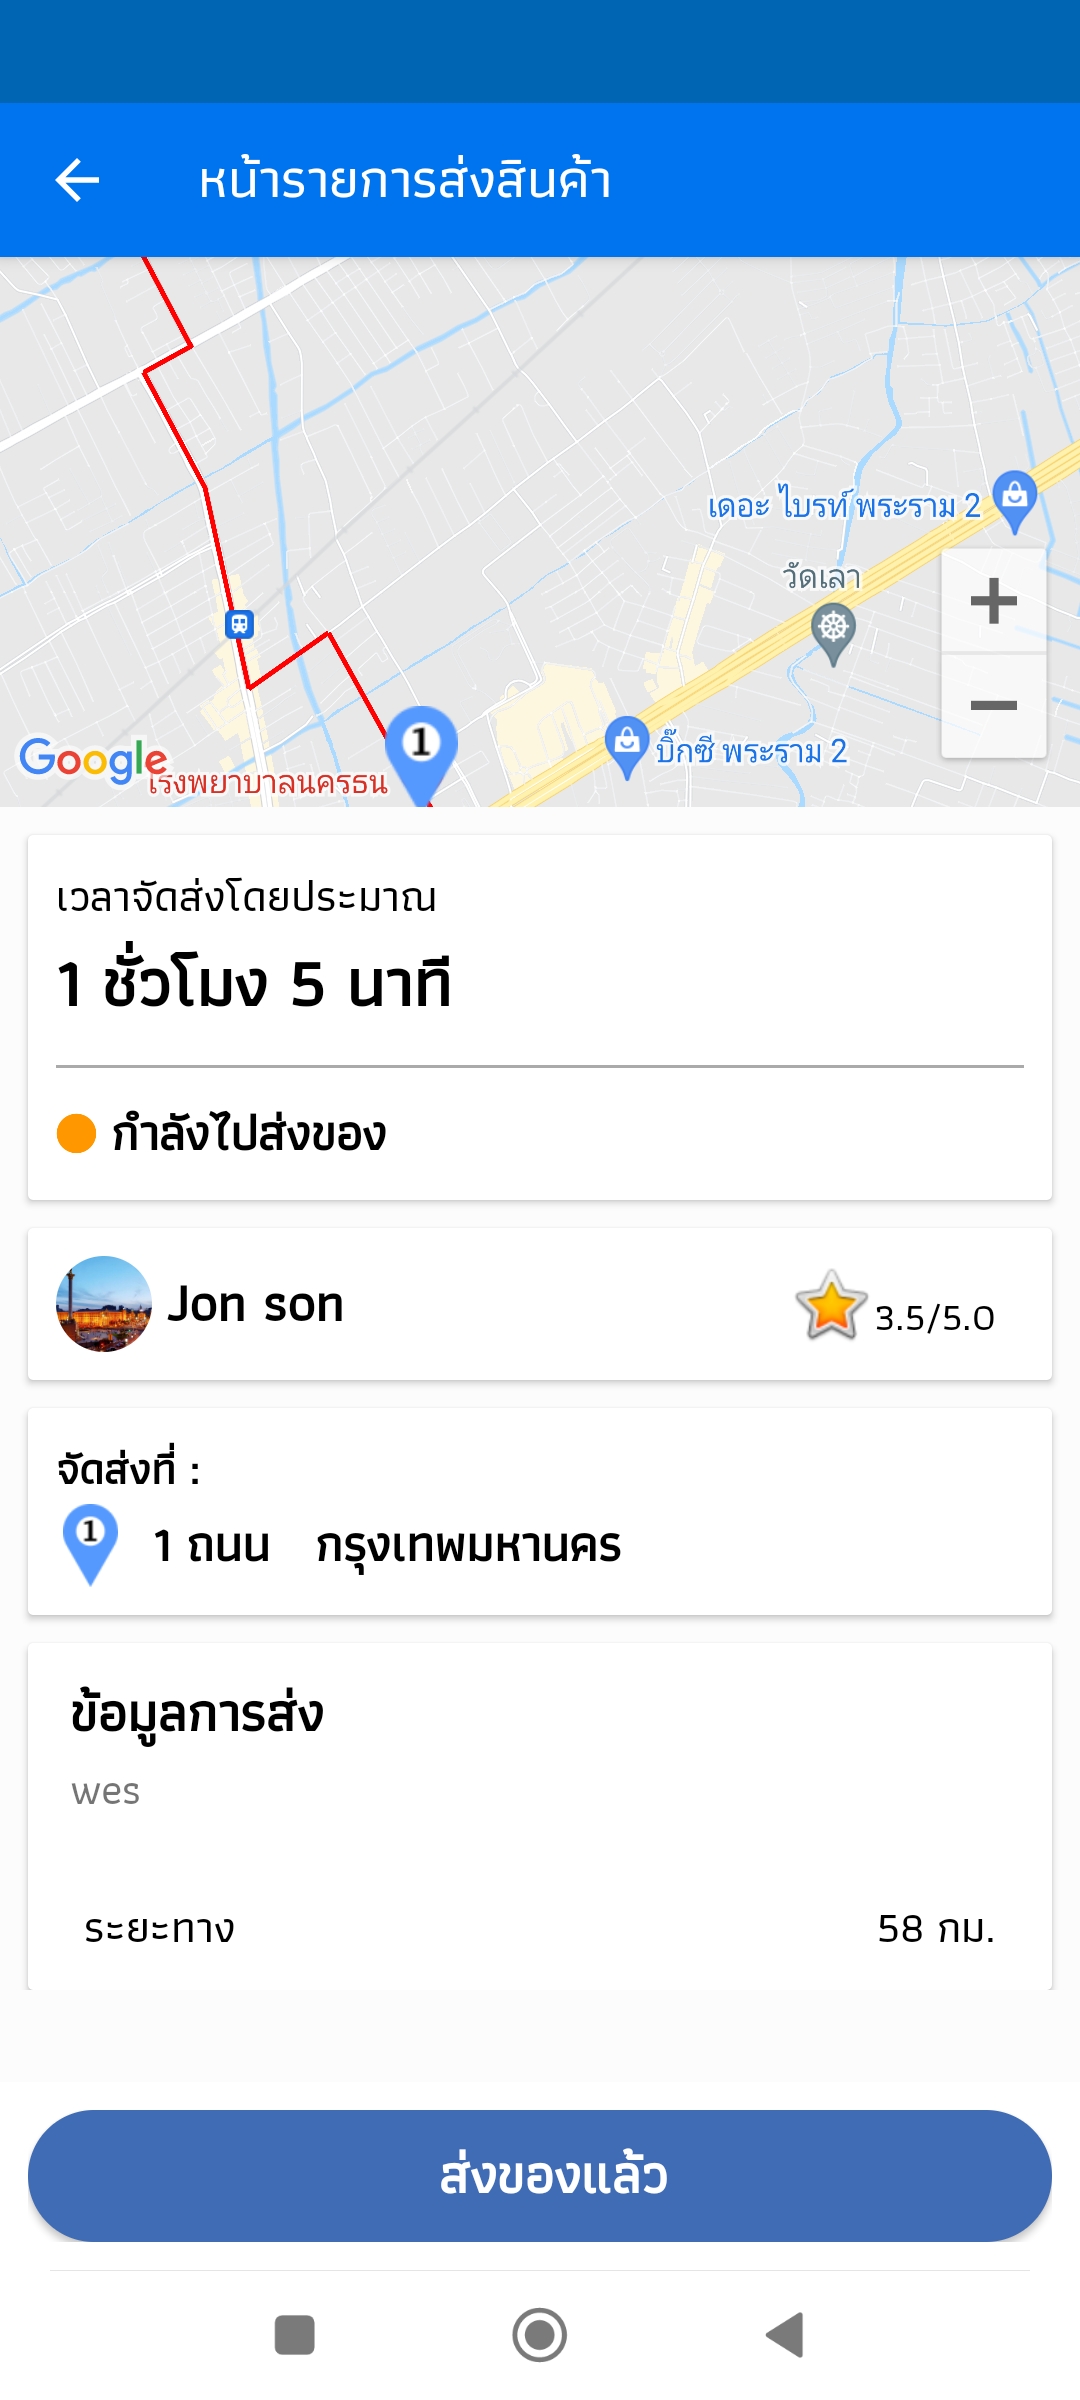 หน้ารายการส่งสินค้า
เดอะ ไบรท์ พระราม 2
วัดเลา
บิ๊กซี พระราม 2
Google
โรงพยาบาลนครธน
1
เวลาจัดส่งโดยประมาณ
1 ชั่วโมง 5 นาที
กำลังไปส่งของ
Jon son
3.5/5.0
จัดส่งที่ :
1
1 ถนน กรุงเทพมหานคร
ข้อมูลการส่ง
wes
ระยะทาง 58 กม.
ส่งของแล้ว